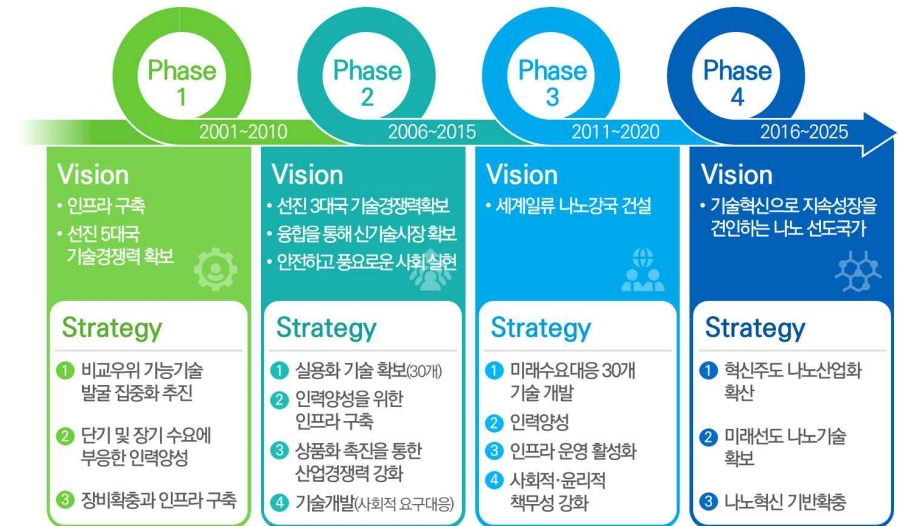 Phase
1
2001~2010
Vision
• 인프라 구축
• 선진 5대국
기술경쟁력 확보
Strategy
1 비교우위 가능기술
발굴 집중화 추진
2 단기 및 장기 수요에
부응한 인력양성
3 장비확충과 인프라 구축
Phase
2
2006~2015
Vision
• 선진 3대국 기술경쟁력확보
• 융합을 통해 신기술시장 확보
• 안전하고 풍요로운 사회 실현
Strategy
1 실용화 기술 확보(30개)
2 인력양성을 위한
인프라 구축
3 상품화 촉진을 통한
산업경쟁력 강화
4 기술개발(사회적 요구대응)
Phase
3
2011~2020
Vision
• 세계일류 나노강국 건설
Strategy
1 미래수요대응 30개
기술 개발
2 인력양성
3 인프라 운영 활성화
4 사회적·윤리적
책무성 강화
Phase
4
2016~2025
Vision
• 기술혁신으로 지속성장을
견인하는 나노 선도국가
Strategy
1 혁신주도 나노산업화
확산
2 미래선도 나노기술
확보
3 나노혁신 기반확충